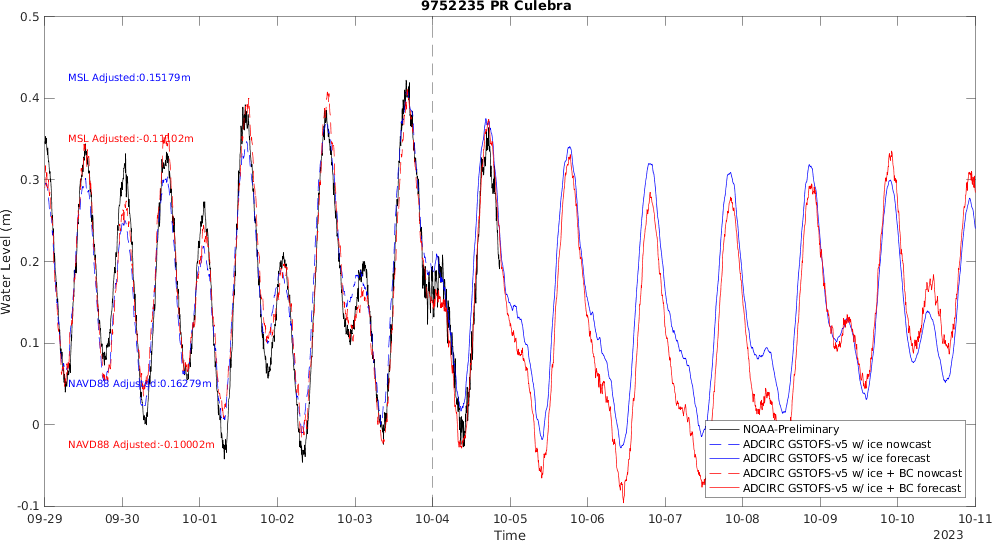 9752235 PR Culebra
0.5
MSL Adjusted:0.15179m
0.4
MSL Adjusted:-0.11102m
0.3
0.2
Water Level (m)
0.1
NAVD88 Adjusted:0.16279m
0
NAVD88 Adjusted:-0.10002m
-0.1
NOAA-Preliminary
ADCIRC GSTOFS-v5 w/ ice nowcast
ADCIRC GSTOFS-v5 w/ ice forecast
ADCIRC GSTOFS-v5 w/ ice + BC nowcast
ADCIRC GSTOFS-v5 w/ ice + BC forecast
09-29 09-30 10-01 10-02 10-03 10-04 10-05 10-06 10-07 10-08 10-09 10-10 10-11
Time
2023